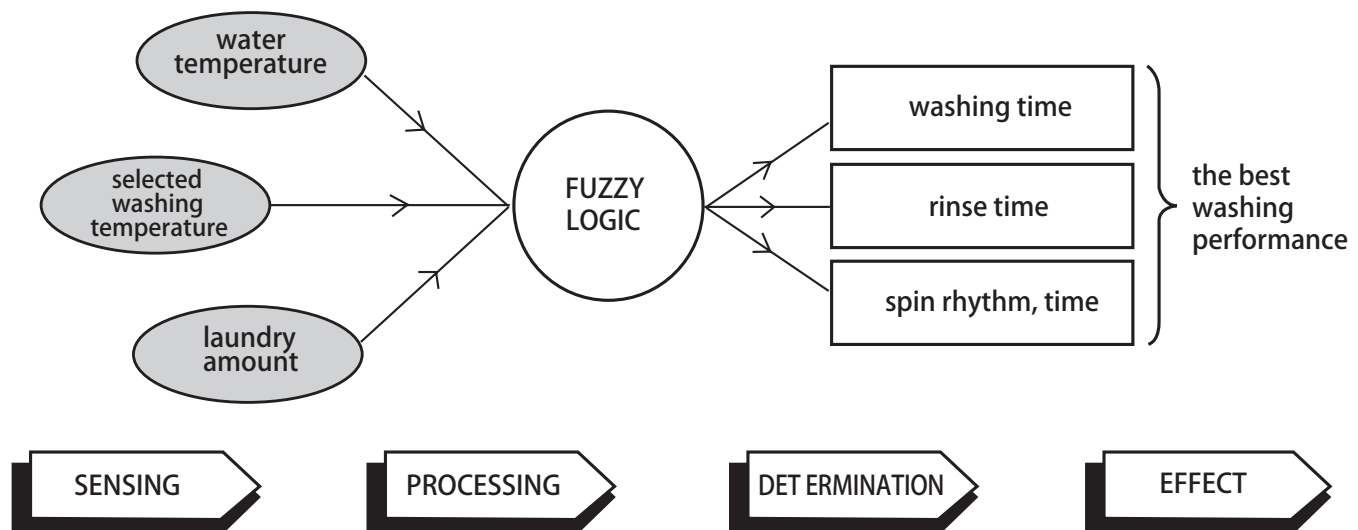 water
temperature
selected
washing
temperature
laundry
amount
FUZZY
LOGIC
washing time
rinse time
spin rhythm, time
the best
washing
performance
SENSING
PROCESSING
DET ERMINATION
EFFECT